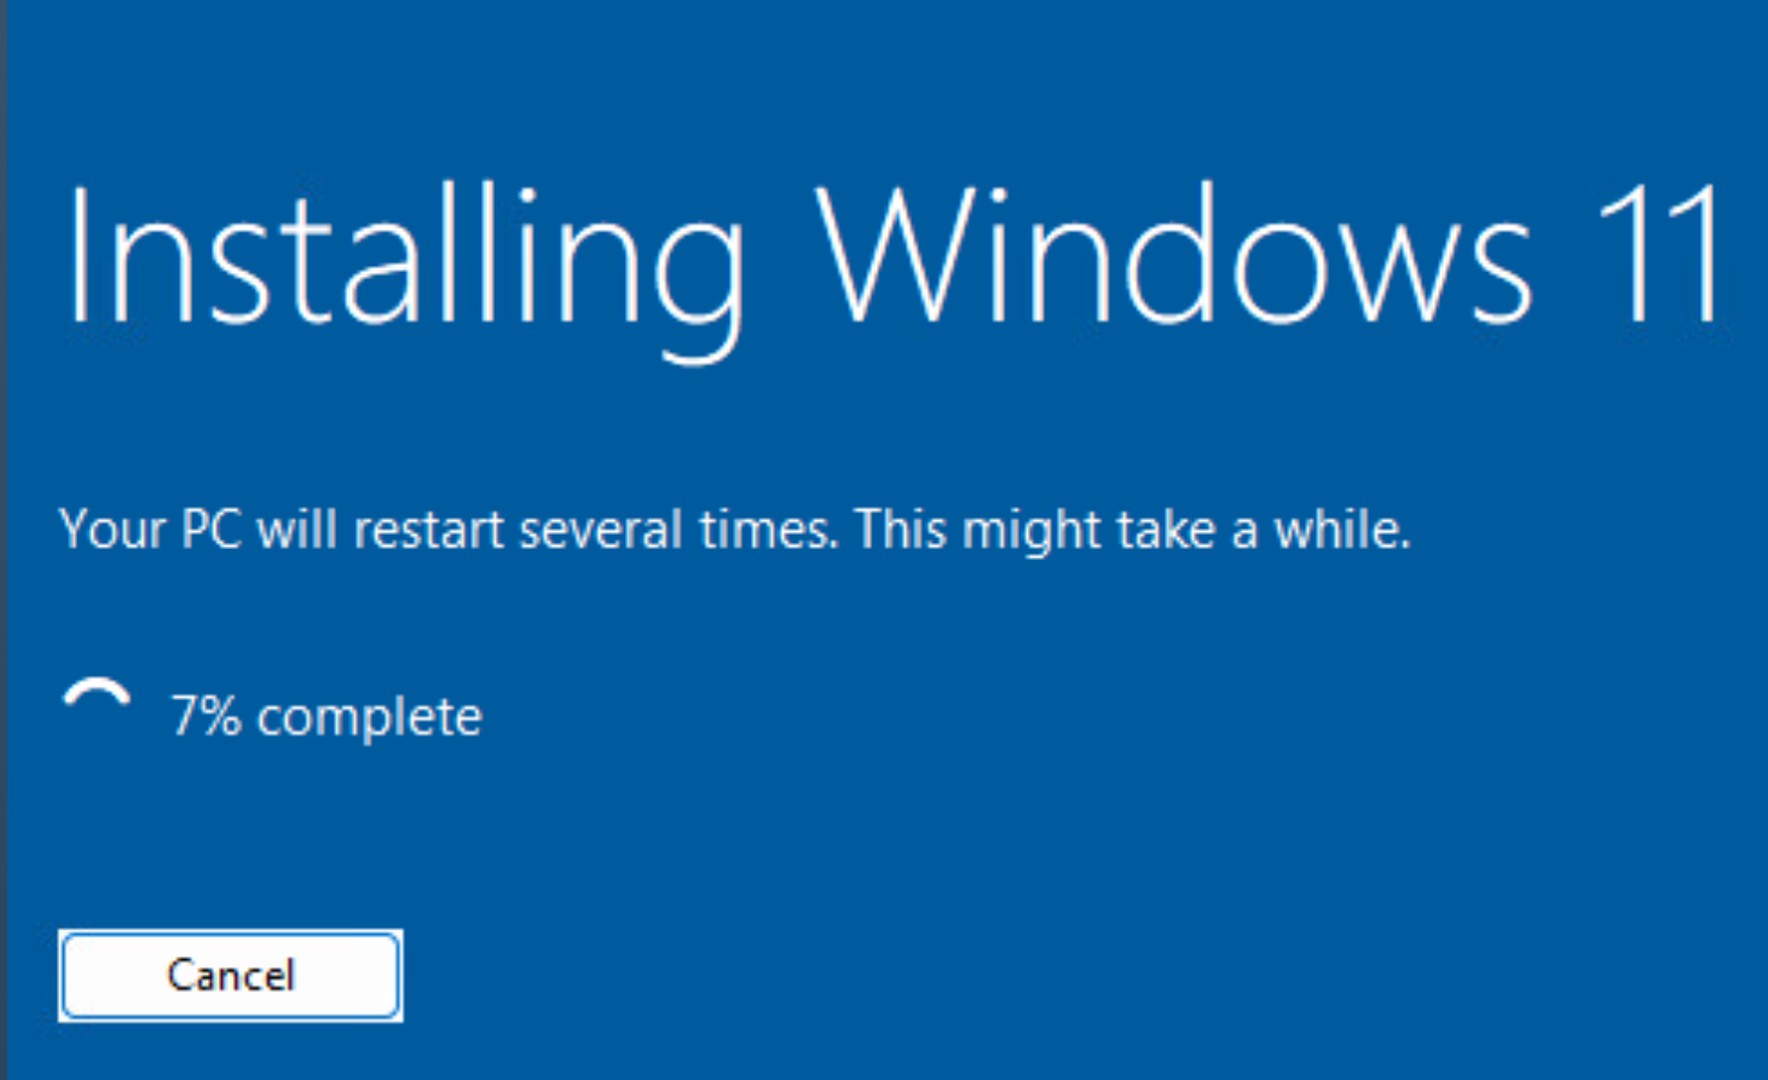 Installing Windows 11
Your PC will restart several times. This might take a while.
7% complete
Cancel